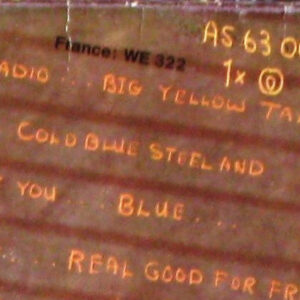 AS 63 0
France: WE 322
1x
ADIO ... BIG YELLOW TA
COLD BLUE STEEL AND
YOU ... BLUE ....
.... REAL GOOD FOR FR